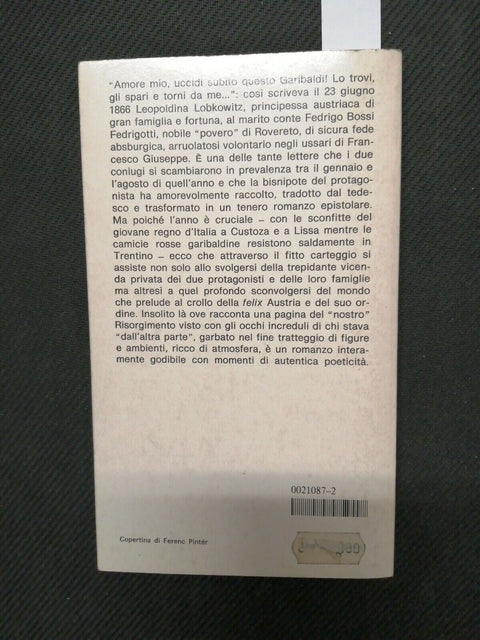 "Amore mio, uccidi subito questo Garibaldi! Lo trovi,
gli spari e torni da me...": così scriveva il 23 giugno
1866 Leopoldina Lobkowitz, principessa austriaca di
gran famiglia e fortuna, al marito conte Fedrigo Bossi
Fedrigotti, nobile "povero" di Rovereto, di sicura fede
absburgica, arruolatosi volontario negli ussari di Fran-
cesco Giuseppe. È una delle tante lettere che i due
coniugi si scambiarono in prevalenza tra il gennaio e
l'agosto di quell'anno e che la bisnipote del protago-
nista ha amorevolmente raccolto, tradotto dal tede-
sco e trasformato in un tenero romanzo epistolare.
Ma poiché l'anno è cruciale – con le sconfitte del
giovane regno d'Italia a Custoza e a Lissa mentre le
camicie rosse garibaldine resistono saldamente in
Trentino – ecco che attraverso il fitto carteggio si
assiste non solo allo svolgersi della trepidante vicen-
da privata dei due protagonisti e delle loro famiglie
ma altresì a quel profondo sconvolgersi del mondo
che prelude al crollo della felix Austria e del suo or-
dine. Insolito là ove racconta una pagina del "nostro"
Risorgimento visto con gli occhi increduli di chi stava
"dall'altra parte", garbato nel fine tratteggio di figure
e ambienti, ricco di atmosfera, è un romanzo intera-
mente godibile con momenti di autentica poeticità.
0021087-2
Copertina di Ferenc Pintér